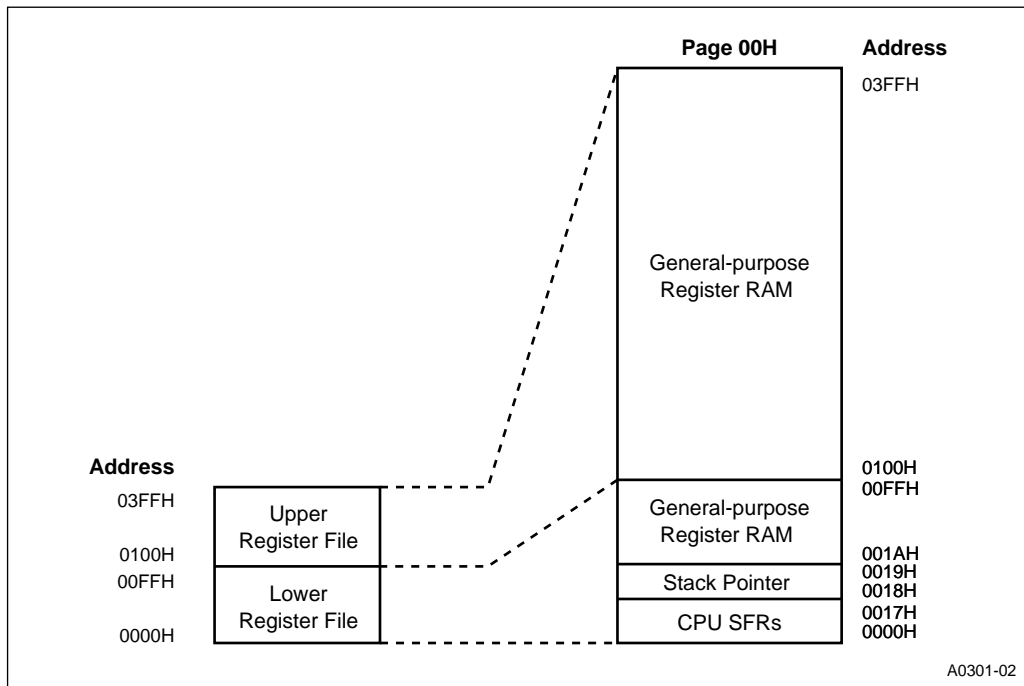 Page 00H
Address
03FFH
General-purpose
Register RAM
0100H
00FFH
General-purpose
Register RAM
001AH
0019H
Stack Pointer
0018H
CPU SFRs
0017H
0000H
Address
03FFH
Upper
Register File
0100H
00FFH
Lower
Register File
0000H
A0301-02